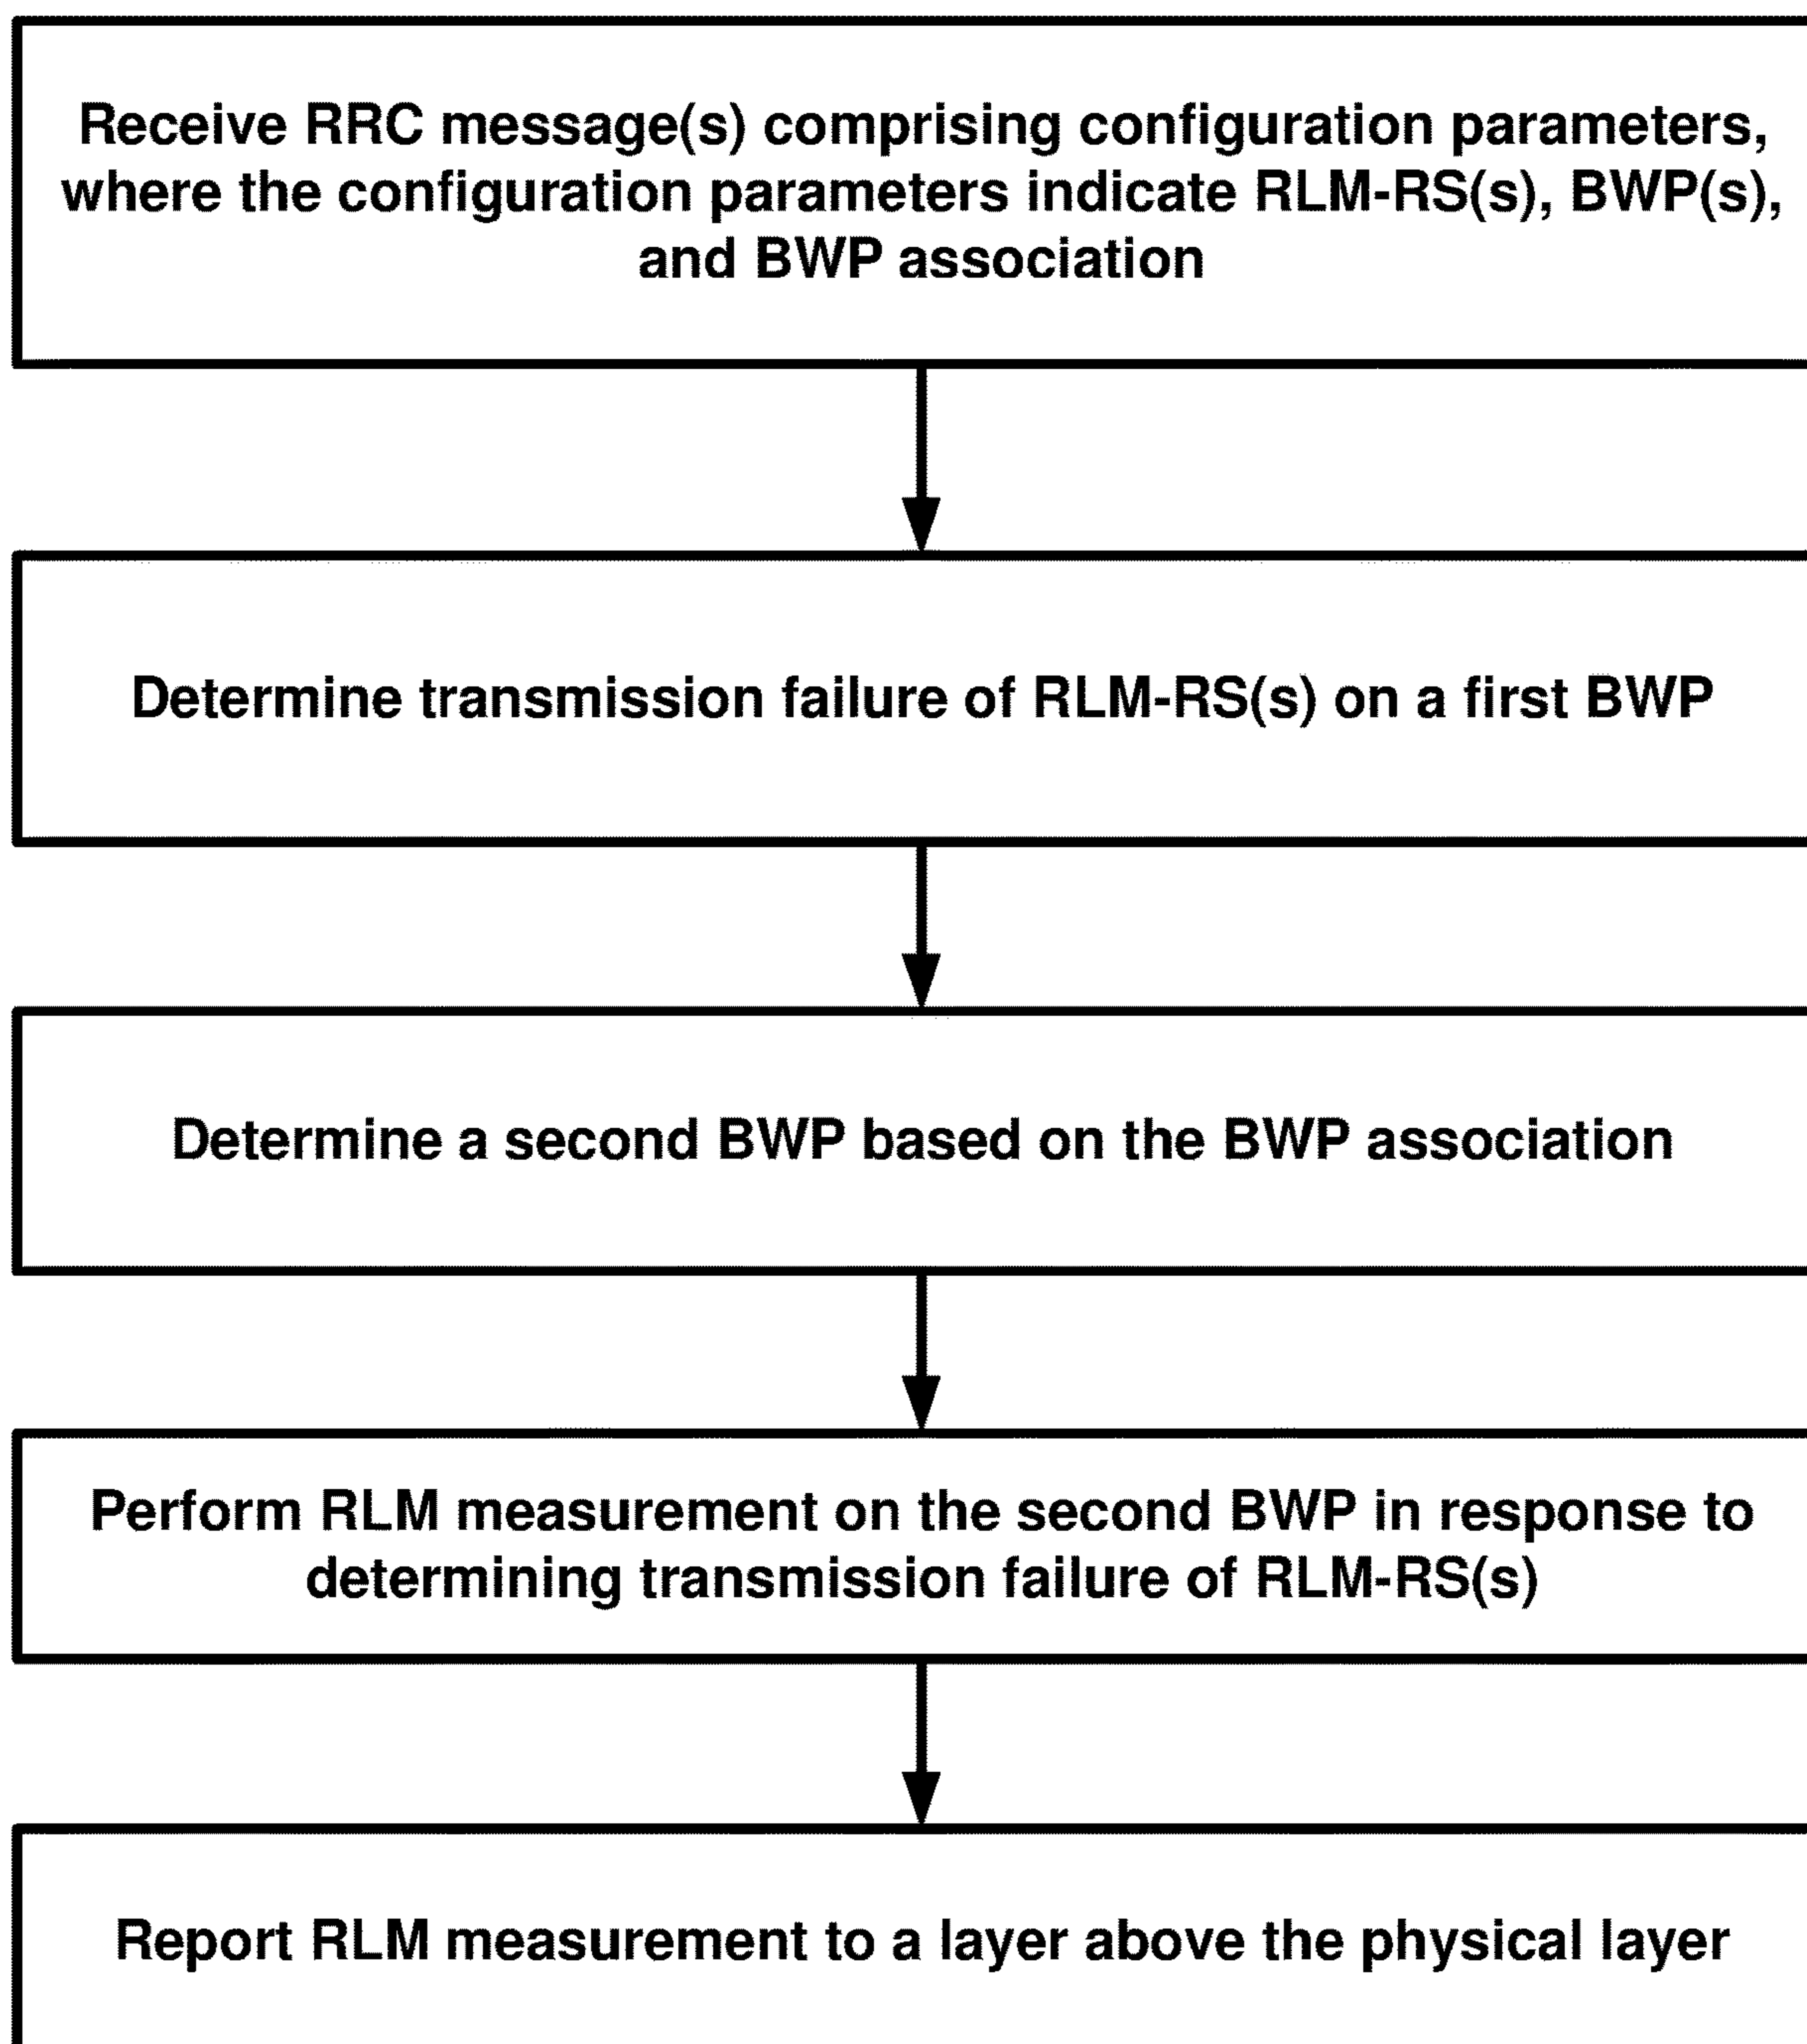 Receive RRC message(s) comprising configuration parameters,
where the configuration parameters indicate RLM-RS(s), BWP(s),
and BWP association
Determine transmission failure of RLM-RS(s) on a first BWP
Determine a second BWP based on the BWP association
Perform RLM measurement on the second BWP in response to
determining transmission failure of RLM-RS(s)
Report RLM measurement to a layer above the physical layer